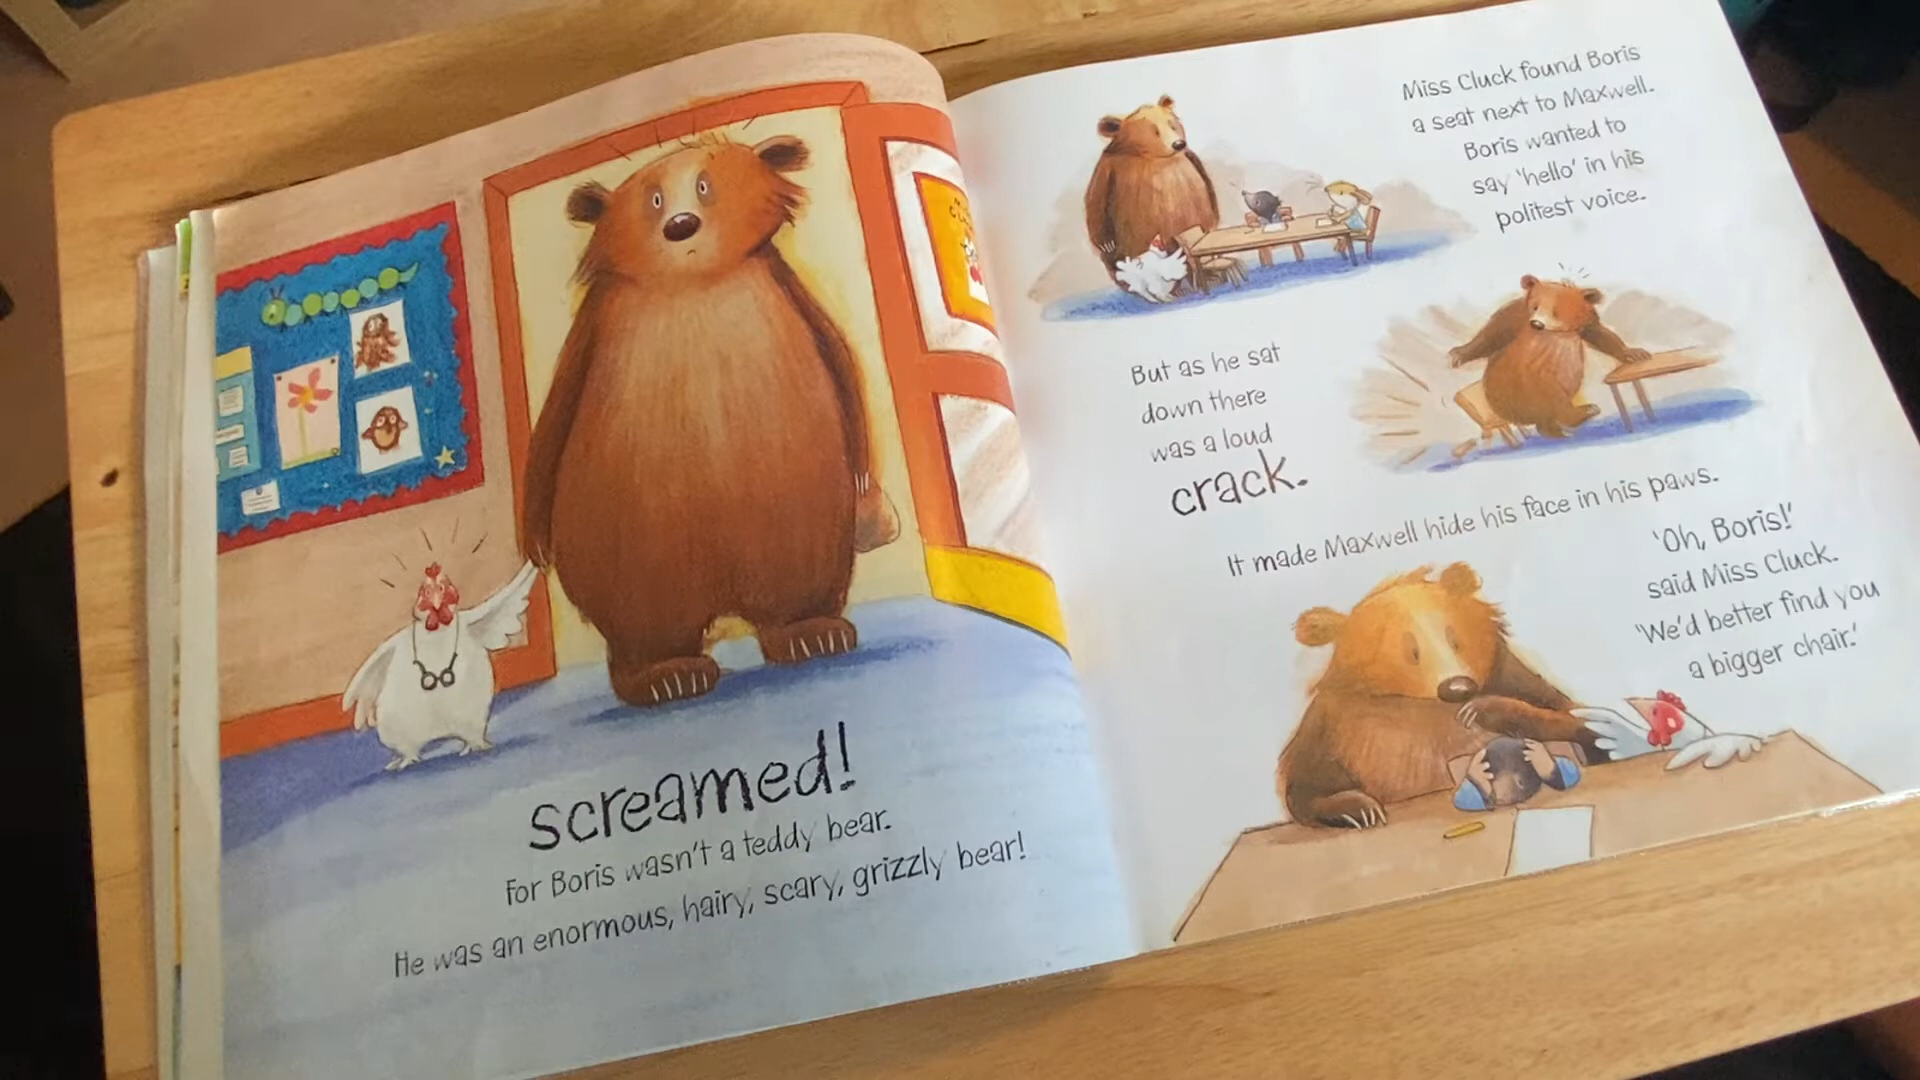 screamed!
For Boris wasn't a teddy bear.
He was an enormous, hairy, scary, grizzly bear!
Miss Cluck found Boris
a seat next to Maxwell.
Boris wanted to
say 'hello' in his
politest voice.
But as he sat
down there
was a loud
crack.
It made Maxwell hide his face in his paws.
'Oh, Boris!'
said Miss Cluck.
'We'd better find you
a bigger chair.'